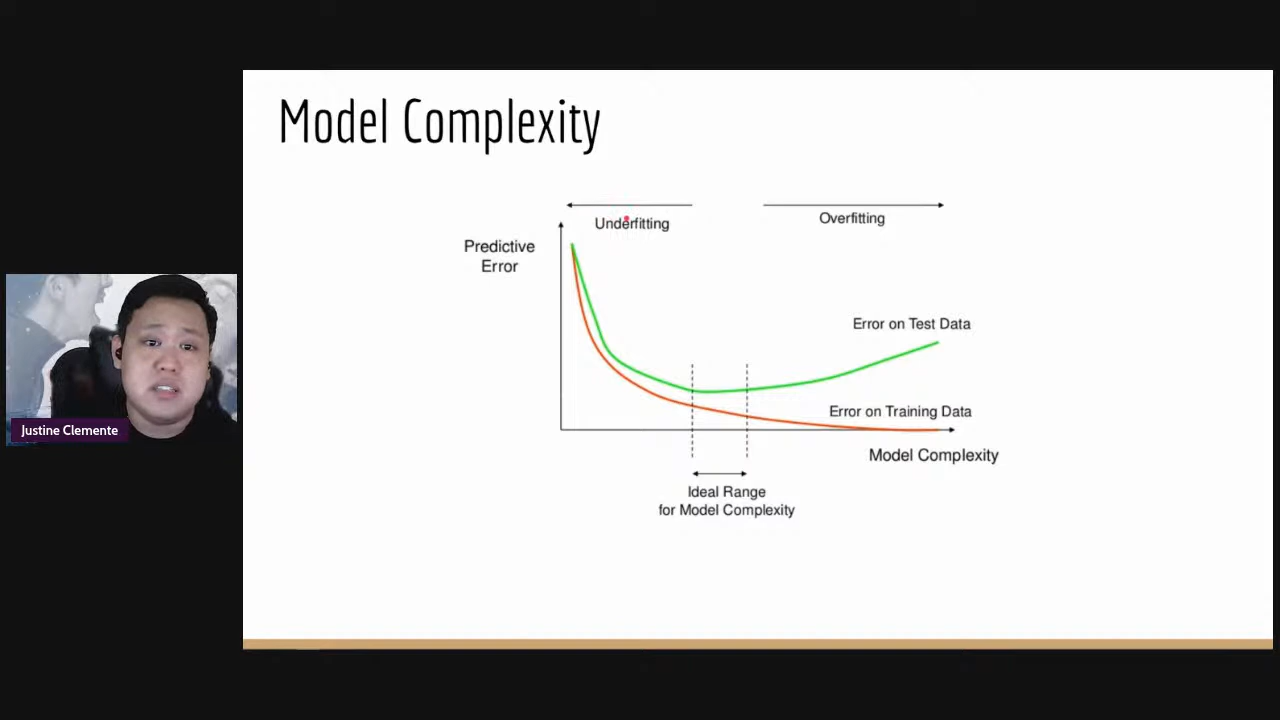 Model Complexity
Underfitting
Overfitting
Predictive
Error
Error on Test Data
Error on Training Data
Model Complexity
Ideal Range
for Model Complexity
Justine Clemente